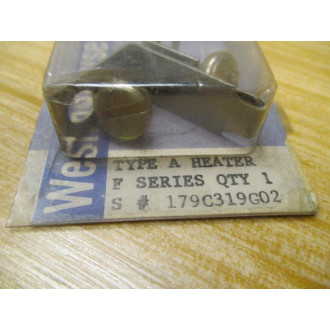 West
TYPE A HEATER
F SERIES QTY 1
S # 179C319G02